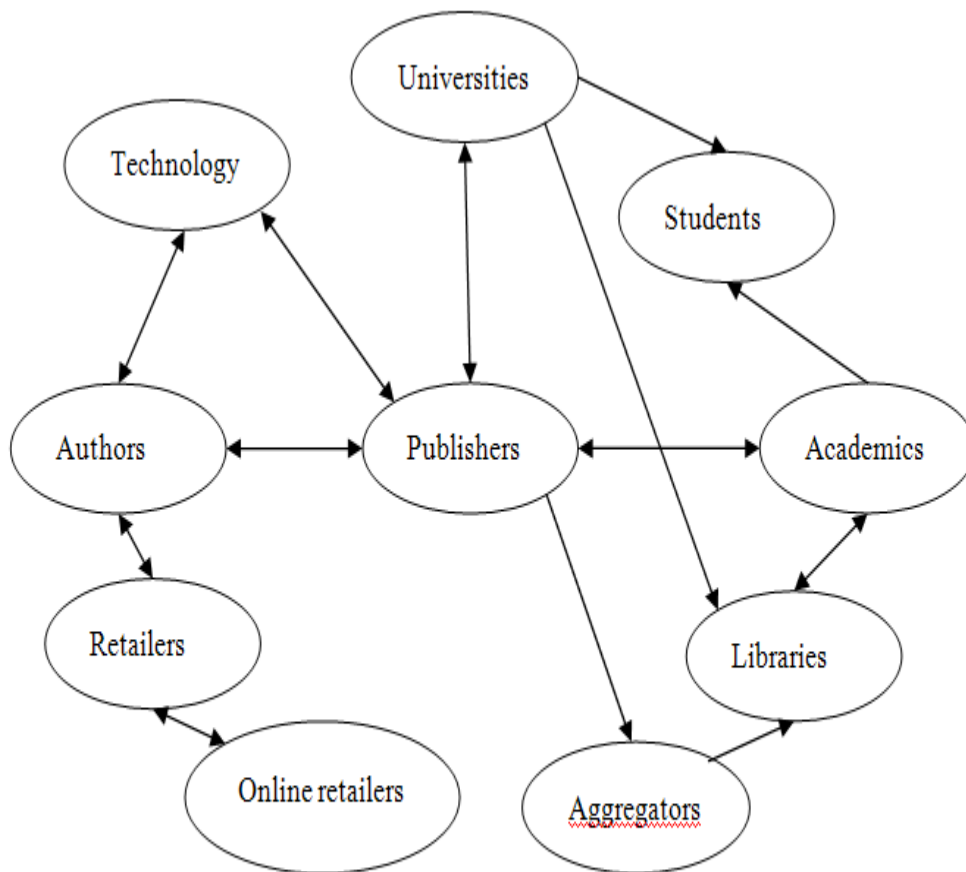 Universities
Technology
Students
Authors
Publishers
Academics
Retailers
Libraries
Online retailers
Aggregators